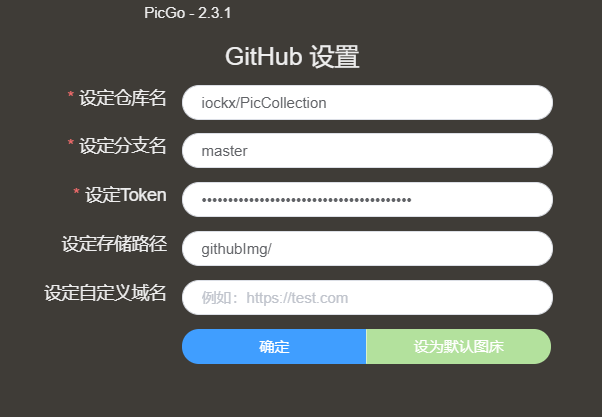 PicGo - 2.3.1
GitHub 设置
* 设定仓库名 iockx/PicCollection
* 设定分支名 master
* 设定Token ••••••••••••••••••••••••••••••••••••••••
设定存储路径 githubImg/
设定自定义域名 例如：https://test.com
确定 设为默认图床